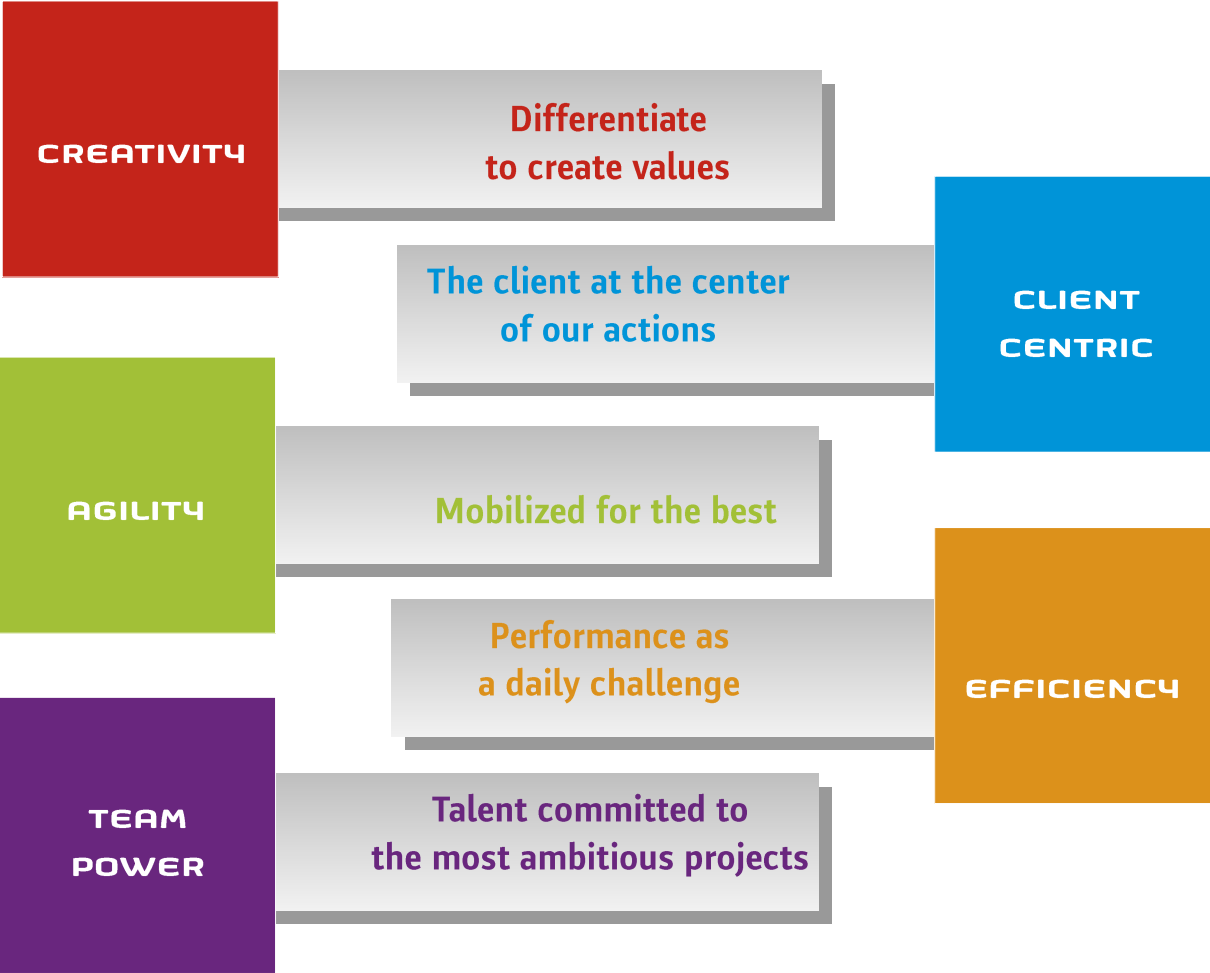 CREATIVITY
Differentiate
to create values
The client at the center
of our actions
CLIENT
CENTRIC
AGILITY
Mobilized for the best
Performance as
a daily challenge
EFFICIENCY
TEAM
POWER
Talent committed to
the most ambitious projects